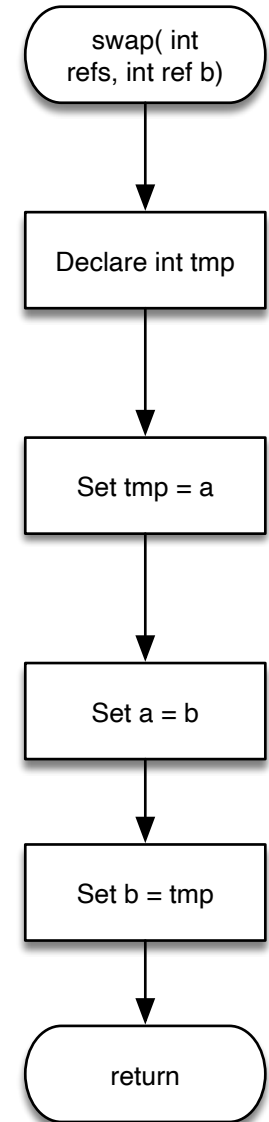 swap( int
refs, int ref b)
Declare int tmp
Set tmp = a
Set a = b
Set b = tmp
return